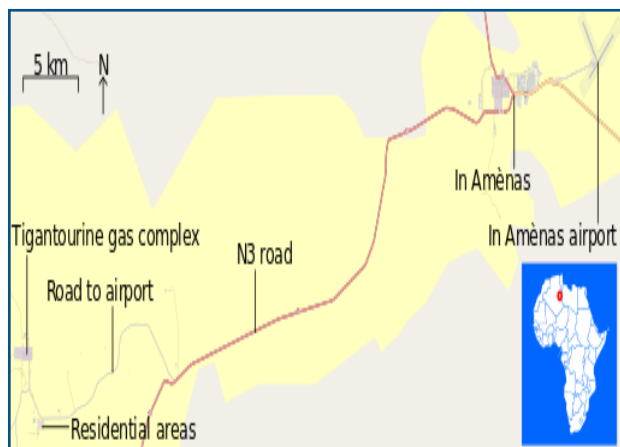 5 km
N
In Amènas
Tigantourine gas complex
N3 road
In Amènas airport
Road to airport
Residential areas